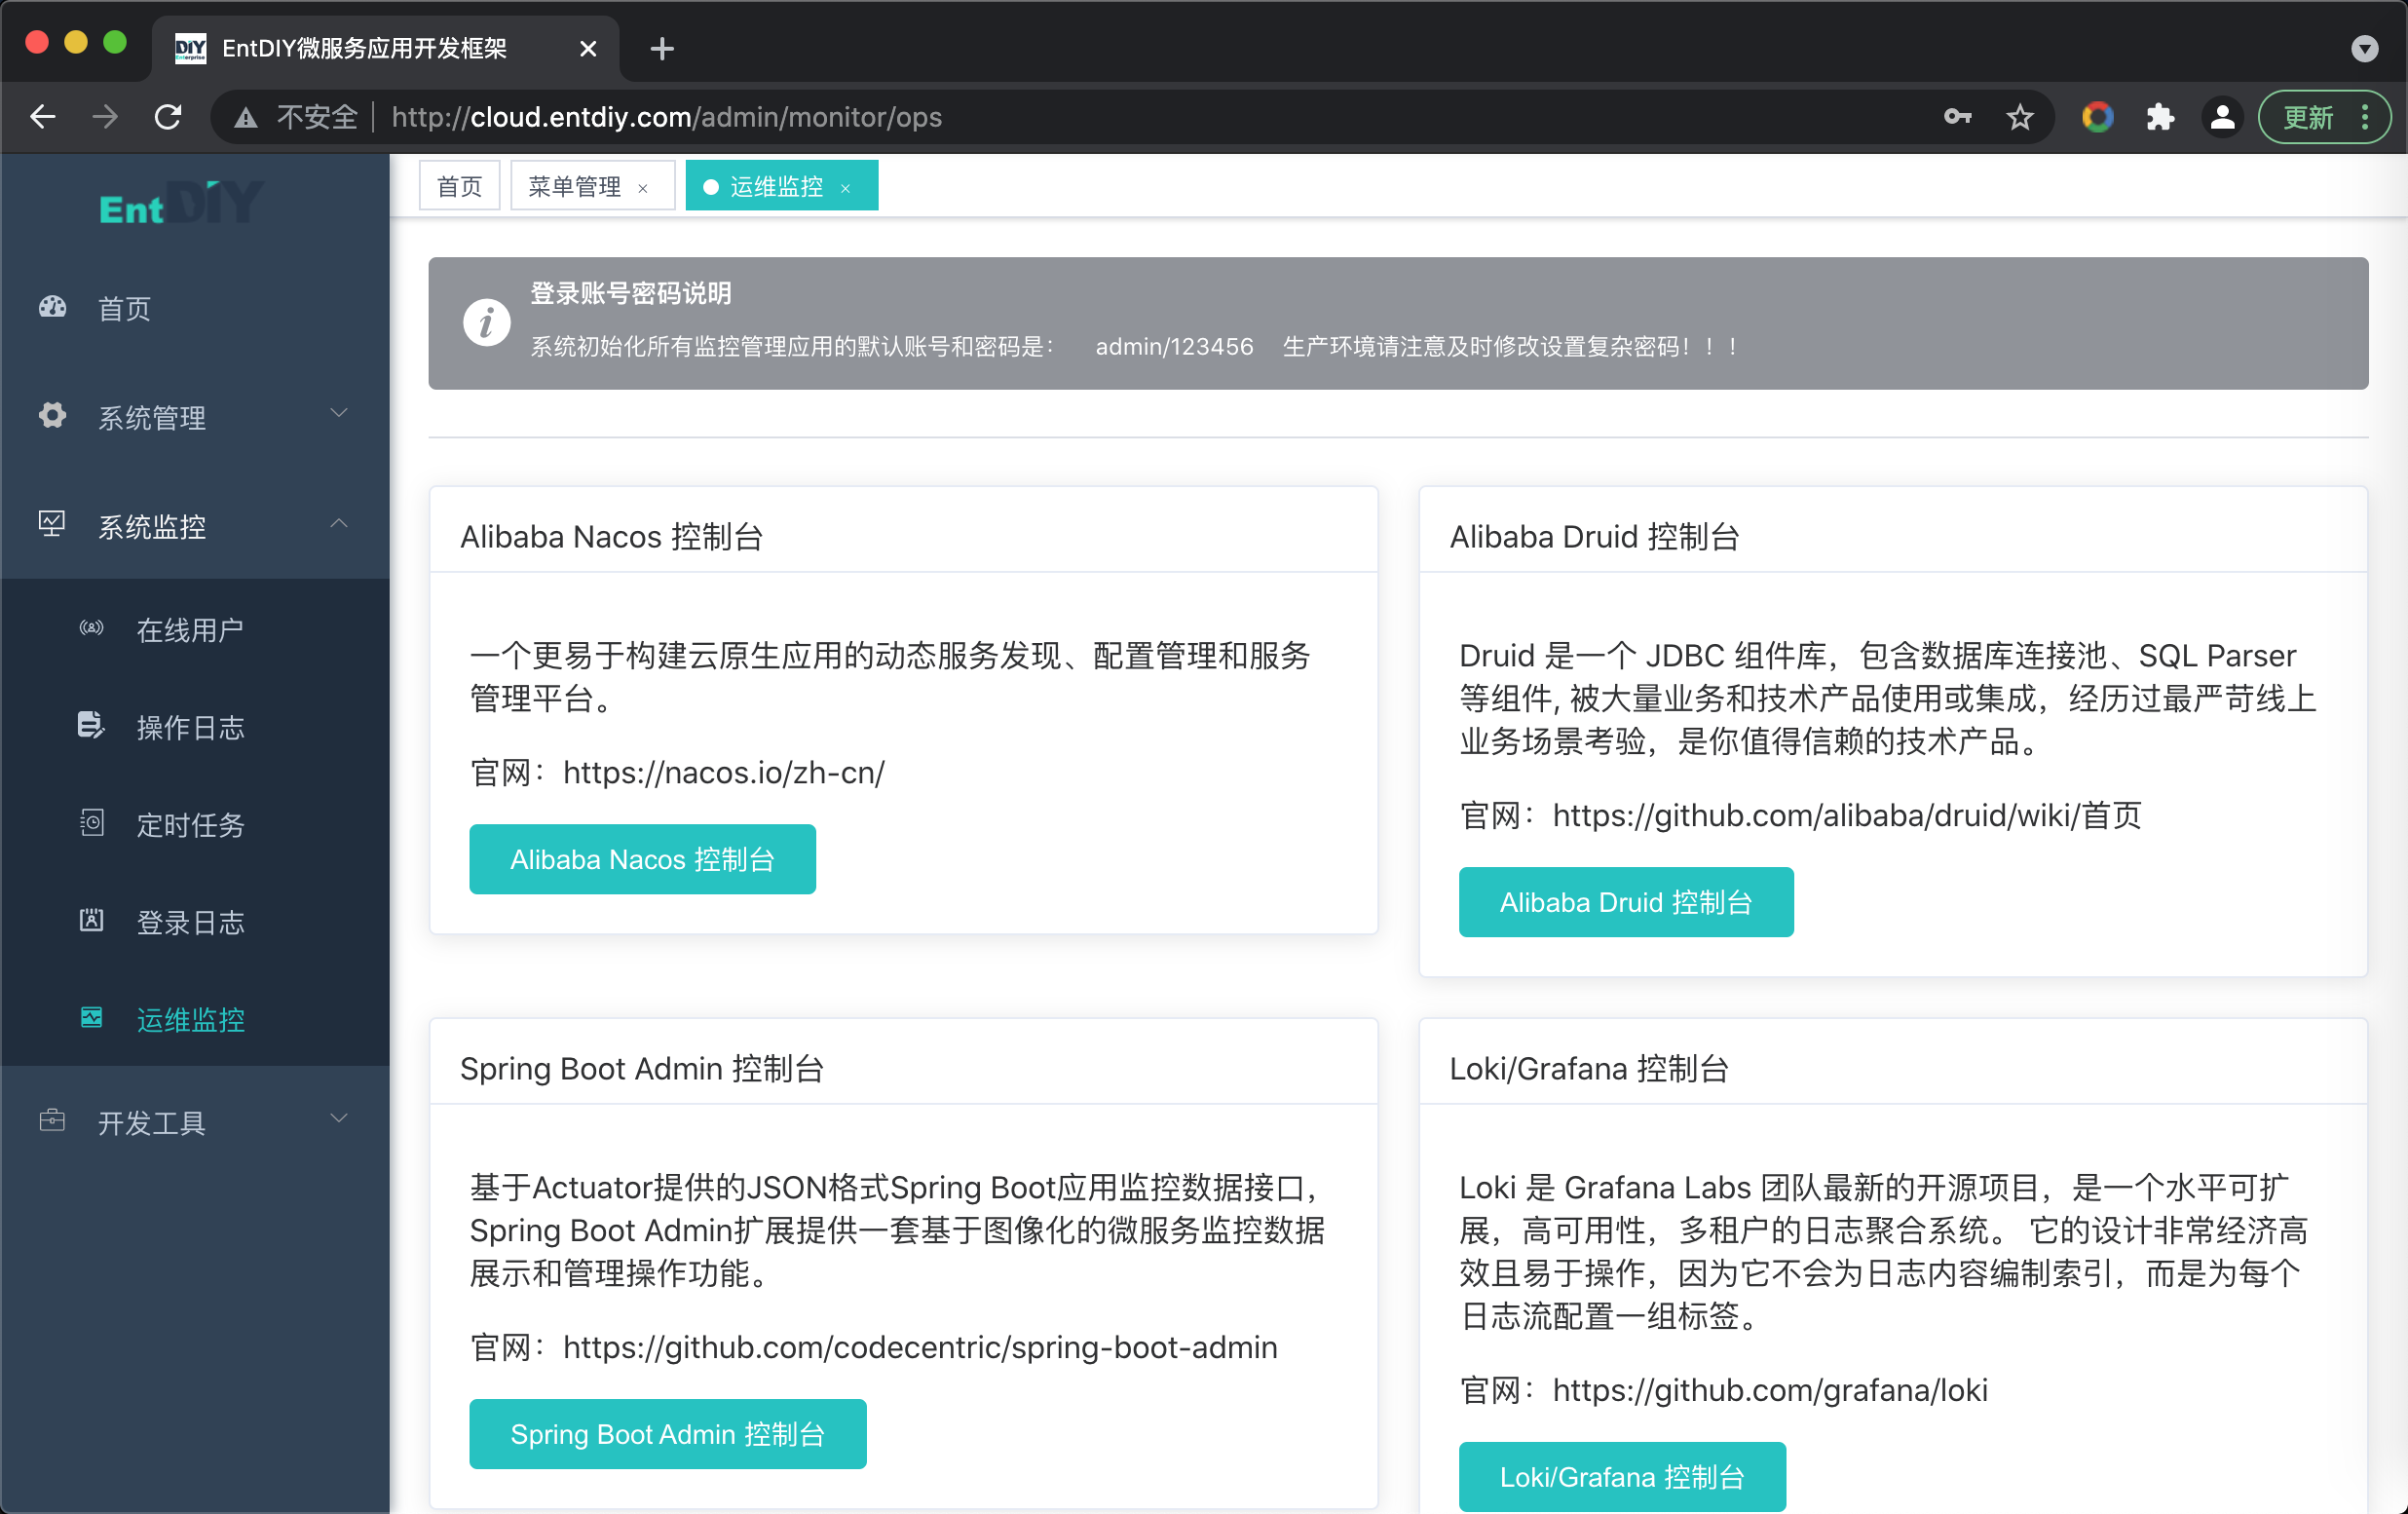 EntDIY微服务应用开发框架
不安全 http://cloud.entdiy.com/admin/monitor/ops
更新
EntDIY
首页
系统管理
系统监控
在线用户
操作日志
定时任务
登录日志
运维监控
开发工具
首页 菜单管理 × 运维监控 ×
登录账号密码说明
系统初始化所有监控管理应用的默认账号和密码是： admin/123456 生产环境请注意及时修改设置复杂密码！！！
Alibaba Nacos 控制台
一个更易于构建云原生应用的动态服务发现、配置管理和服务
管理平台。
官网：https://nacos.io/zh-cn/
Alibaba Nacos 控制台
Alibaba Druid 控制台
Druid 是一个 JDBC 组件库，包含数据库连接池、SQL Parser
等组件, 被大量业务和技术产品使用或集成，经历过最严苛线上
业务场景考验，是你值得信赖的技术产品。
官网：https://github.com/alibaba/druid/wiki/首页
Alibaba Druid 控制台
Spring Boot Admin 控制台
基于Actuator提供的JSON格式Spring Boot应用监控数据接口，
Spring Boot Admin扩展提供一套基于图像化的微服务监控数据
展示和管理操作功能。
官网：https://github.com/codecentric/spring-boot-admin
Spring Boot Admin 控制台
Loki/Grafana 控制台
Loki 是 Grafana Labs 团队最新的开源项目，是一个水平可扩
展，高可用性，多租户的日志聚合系统。 它的设计非常经济高
效且易于操作，因为它不会为日志内容编制索引，而是为每个
日志流配置一组标签。
官网：https://github.com/grafana/loki
Loki/Grafana 控制台